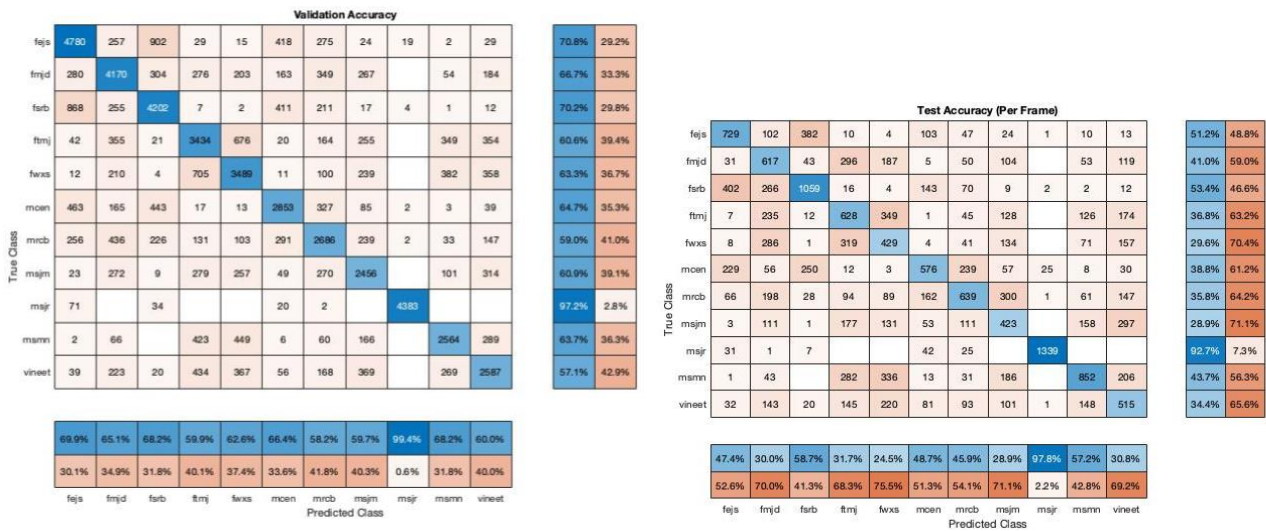 Validation Accuracy
True Class
fejs 4780 257 902 29 15 418 275 24 19 2 29 70.8% 29.2%
fmjd 280 4170 304 276 203 163 349 267 54 184 66.7% 33.3%
fsrb 868 255 4202 7 2 411 211 17 4 1 12 70.2% 29.8%
ftmj 42 355 21 3434 676 20 164 255 349 354 60.6% 39.4%
fwxs 12 210 4 705 3489 11 100 239 382 358 63.3% 36.7%
mcen 463 165 443 17 13 2853 327 85 2 3 39 64.7% 35.3%
mrcb 256 436 226 131 103 291 2686 239 2 33 147 59.0% 41.0%
msjm 23 272 9 279 257 49 270 2456 101 314 60.9% 39.1%
msjr 71 34 20 2 4383 97.2% 2.8%
msmn 2 66 423 449 6 60 166 2564 289 63.7% 36.3%
vineet 39 223 20 434 367 56 168 369 269 2587 57.1% 42.9%
69.9% 65.1% 68.2% 59.9% 62.6% 66.4% 58.2% 59.7% 99.4% 68.2% 60.0%
30.1% 34.9% 31.8% 40.1% 37.4% 33.6% 41.8% 40.3% 0.6% 31.8% 40.0%
fejs fmjd fsrb ftmj fwxs mcen mrcb msjm msjr msmn vineet
Predicted Class
Test Accuracy (Per Frame)
True Class
fejs 729 102 382 10 4 103 47 24 1 10 13 51.2% 48.8%
fmjd 31 617 43 296 187 5 50 104 53 119 41.0% 59.0%
fsrb 402 266 1059 16 4 143 70 9 2 2 12 53.4% 46.6%
ftmj 7 235 12 628 349 1 45 128 126 174 36.8% 63.2%
fwxs 8 286 1 319 429 4 41 134 71 157 29.6% 70.4%
mcen 229 56 250 12 3 576 239 57 25 8 30 38.8% 61.2%
mrcb 66 198 28 94 89 162 639 300 1 61 147 35.8% 64.2%
msjm 3 111 1 177 131 53 111 423 158 297 28.9% 71.1%
msjr 31 1 7 42 25 1339 92.7% 7.3%
msmn 1 43 282 336 13 31 186 852 206 43.7% 56.3%
vineet 32 143 20 145 220 81 93 101 1 148 515 34.4% 65.6%
47.4% 30.0% 58.7% 31.7% 24.5% 48.7% 45.9% 28.9% 97.8% 57.2% 30.8%
52.6% 70.0% 41.3% 68.3% 75.5% 51.3% 54.1% 71.1% 2.2% 42.8% 69.2%
fejs fmjd fsrb ftmj fwxs mcen mrcb msjm msjr msmn vineet
Predicted Class